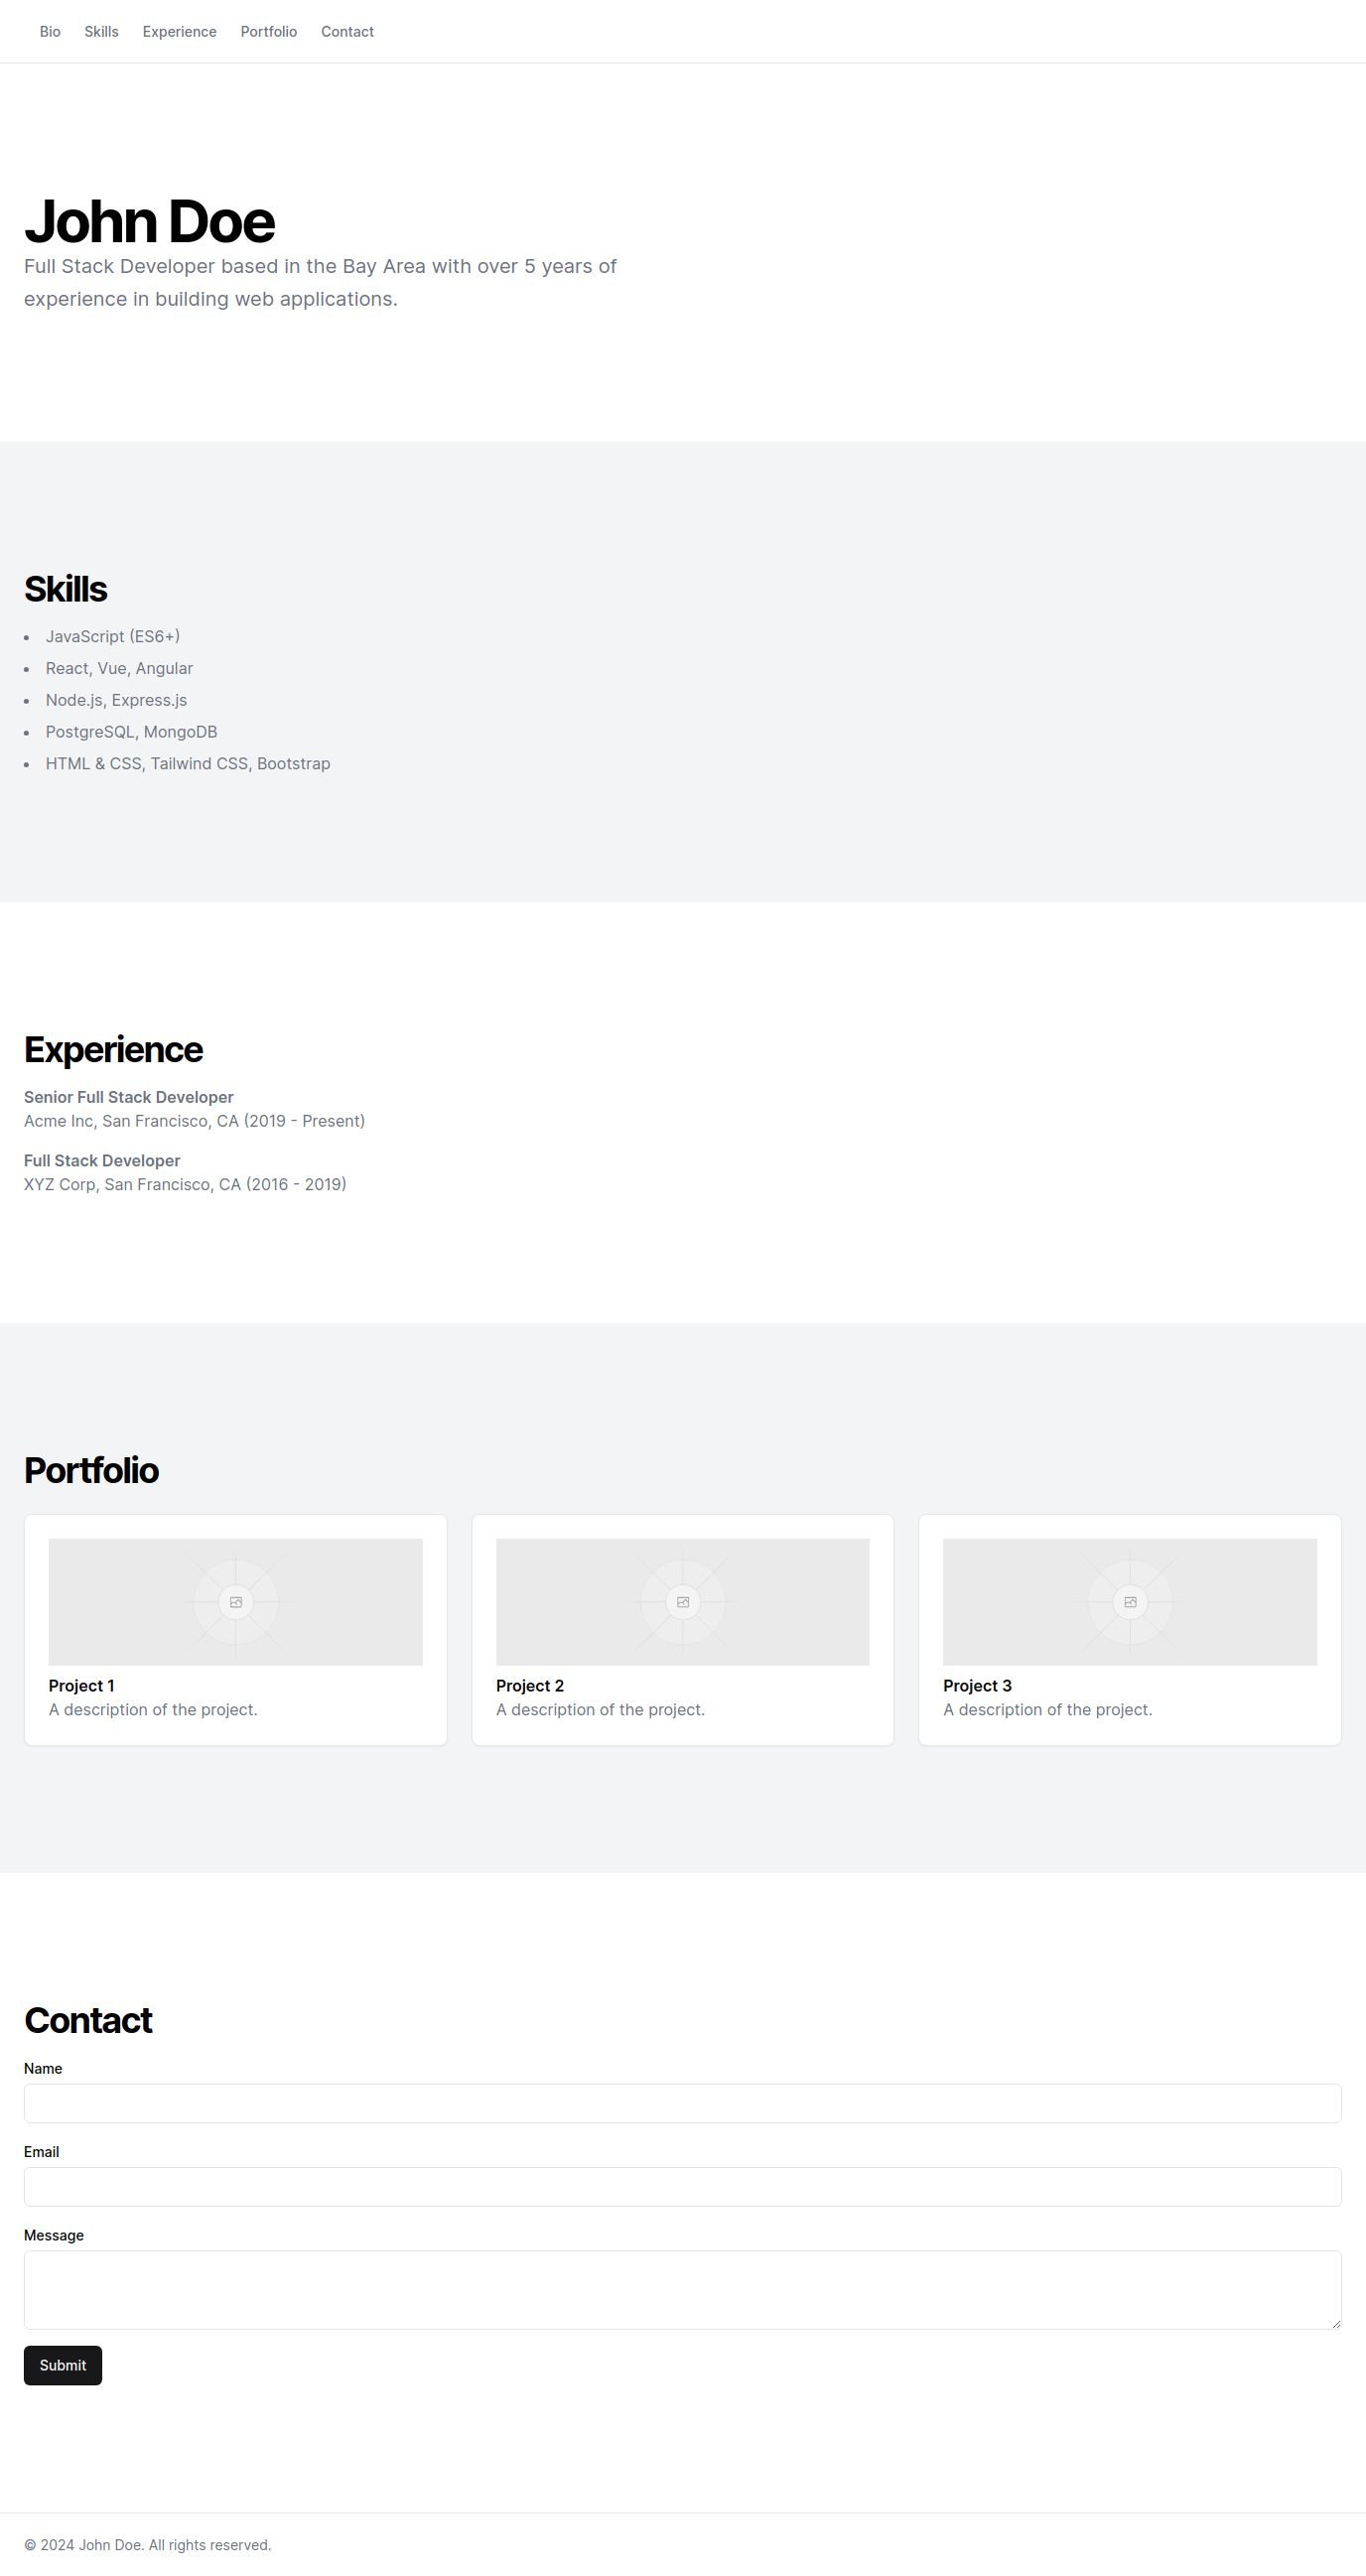 Bio Skills Experience Portfolio Contact
John Doe
Full Stack Developer based in the Bay Area with over 5 years of
experience in building web applications.
Skills
• JavaScript (ES6+)
• React, Vue, Angular
• Node.js, Express.js
• PostgreSQL, MongoDB
• HTML & CSS, Tailwind CSS, Bootstrap
Experience
Senior Full Stack Developer
Acme Inc, San Francisco, CA (2019 - Present)
Full Stack Developer
XYZ Corp, San Francisco, CA (2016 - 2019)
Portfolio
Project 1
A description of the project.
Project 2
A description of the project.
Project 3
A description of the project.
Contact
Name
Email
Message
Submit
© 2024 John Doe. All rights reserved.